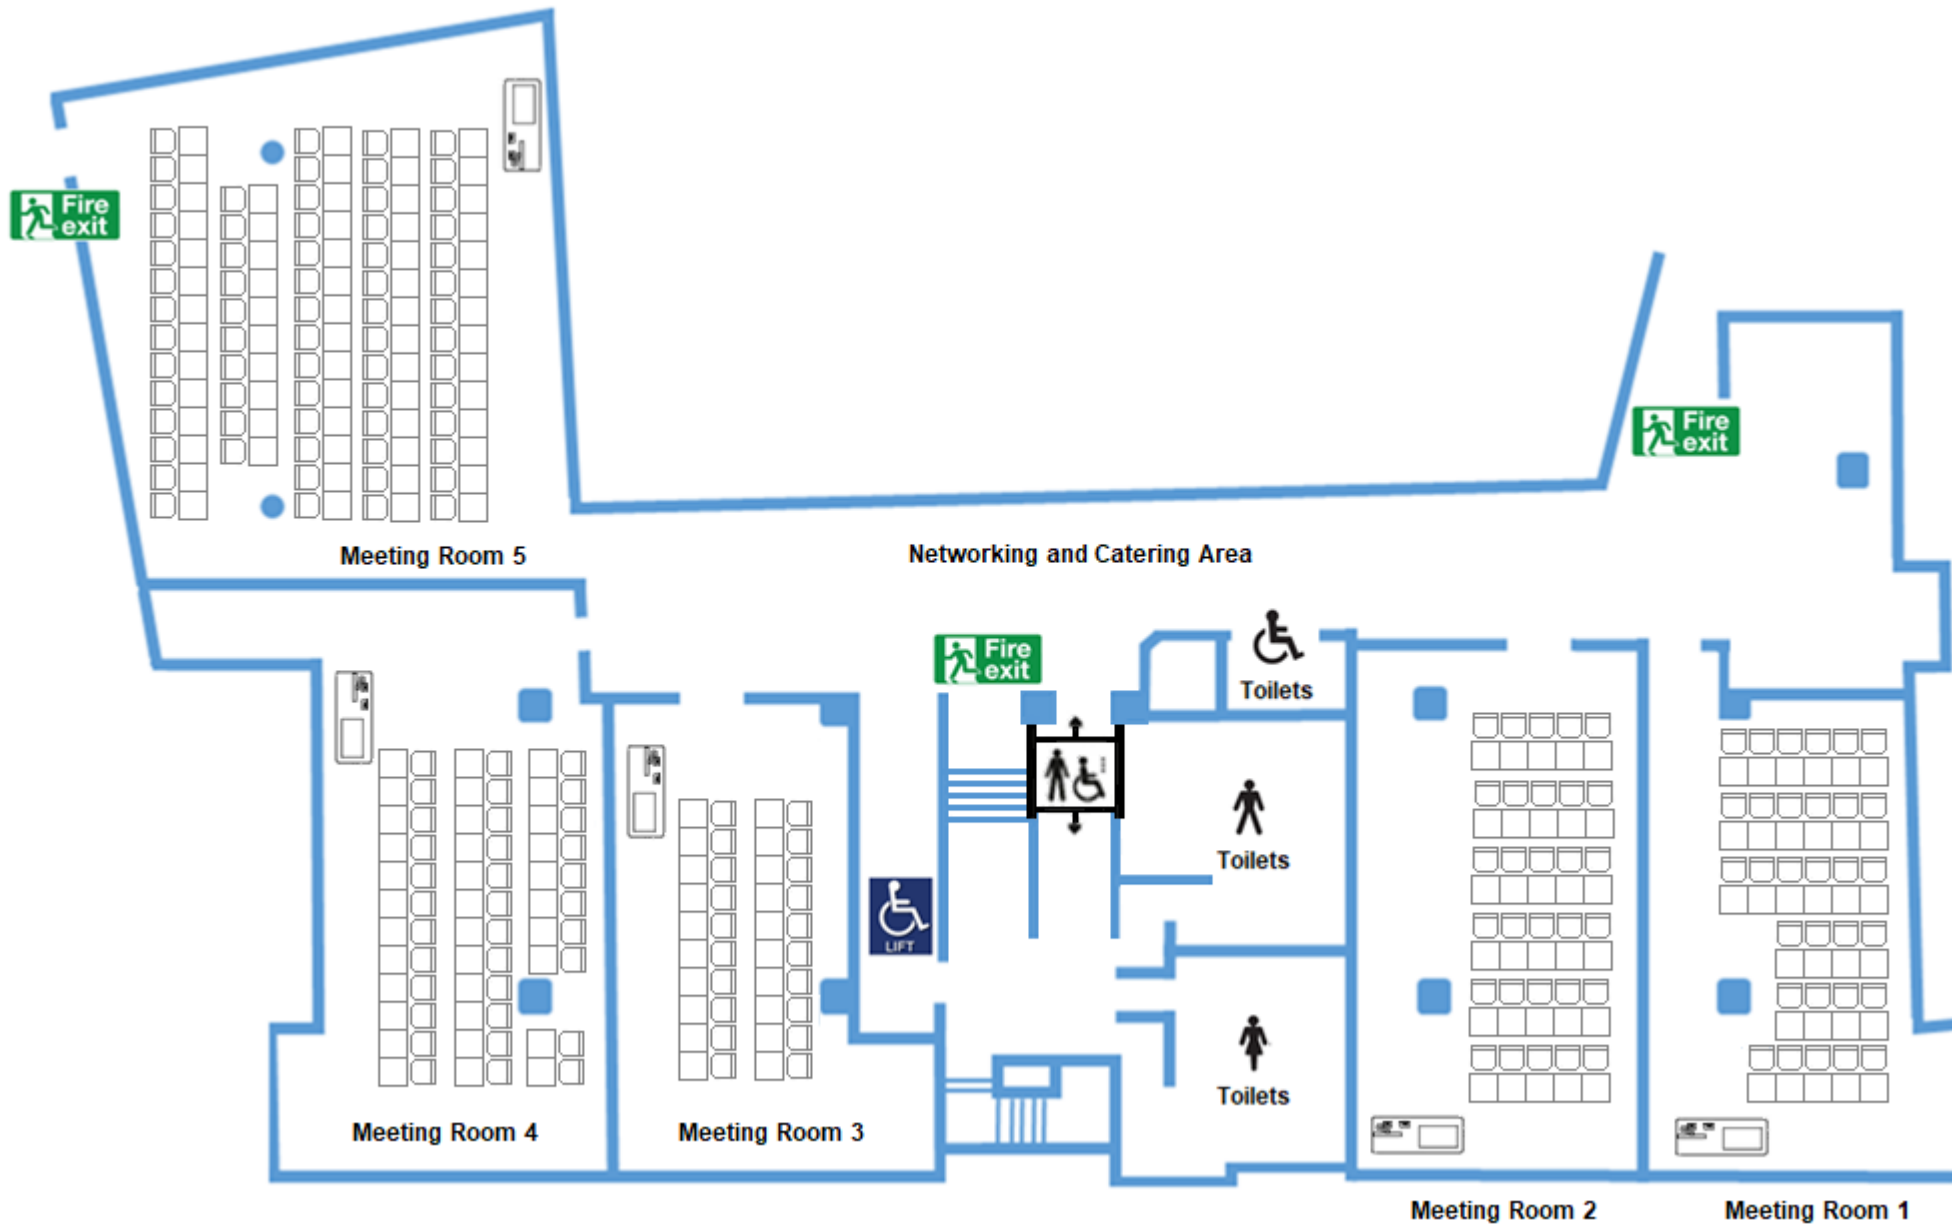 Fire
exit
Fire
exit
Meeting Room 5
Networking and Catering Area
Fire
exit
Toilets
Toilets
LIFT
Toilets
Meeting Room 4
Meeting Room 3
Meeting Room 2
Meeting Room 1